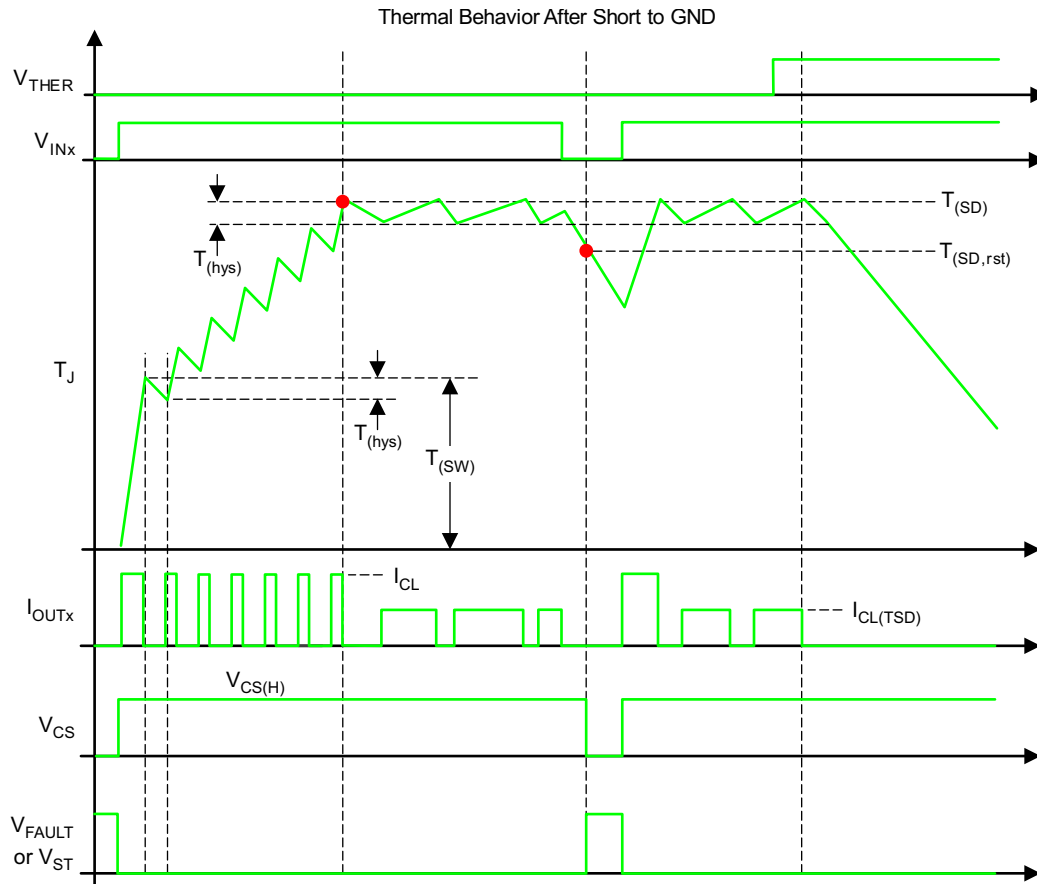 Thermal Behavior After Short to GND
V_THER
V_INx
T_(SD)
T_(hys)
T_(SD,rst)
T_J
T_(hys)
T_(SW)
I_CL
I_OUTx
I_CL(TSD)
V_CS(H)
V_CS
V_FAULT
or V_ST